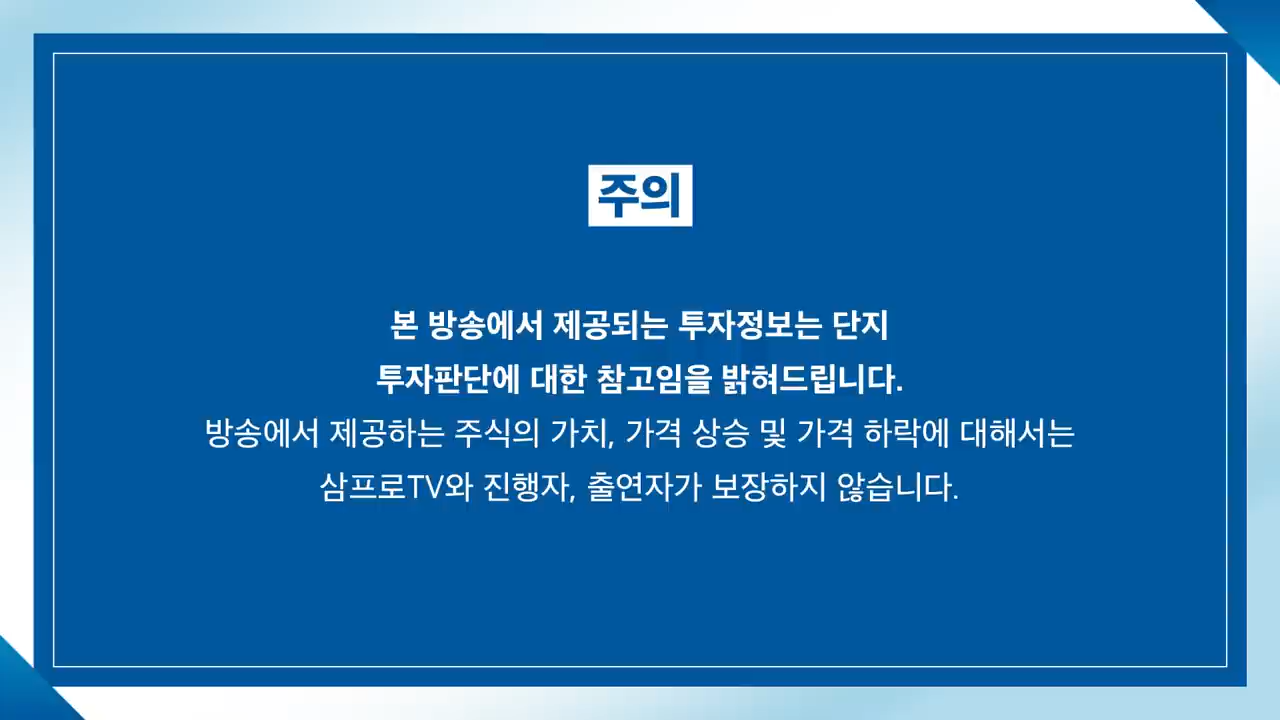 주의
본 방송에서 제공되는 투자정보는 단지
투자판단에 대한 참고임을 밝혀드립니다.
방송에서 제공하는 주식의 가치, 가격 상승 및 가격 하락에 대해서는
삼프로TV와 진행자, 출연자가 보장하지 않습니다.